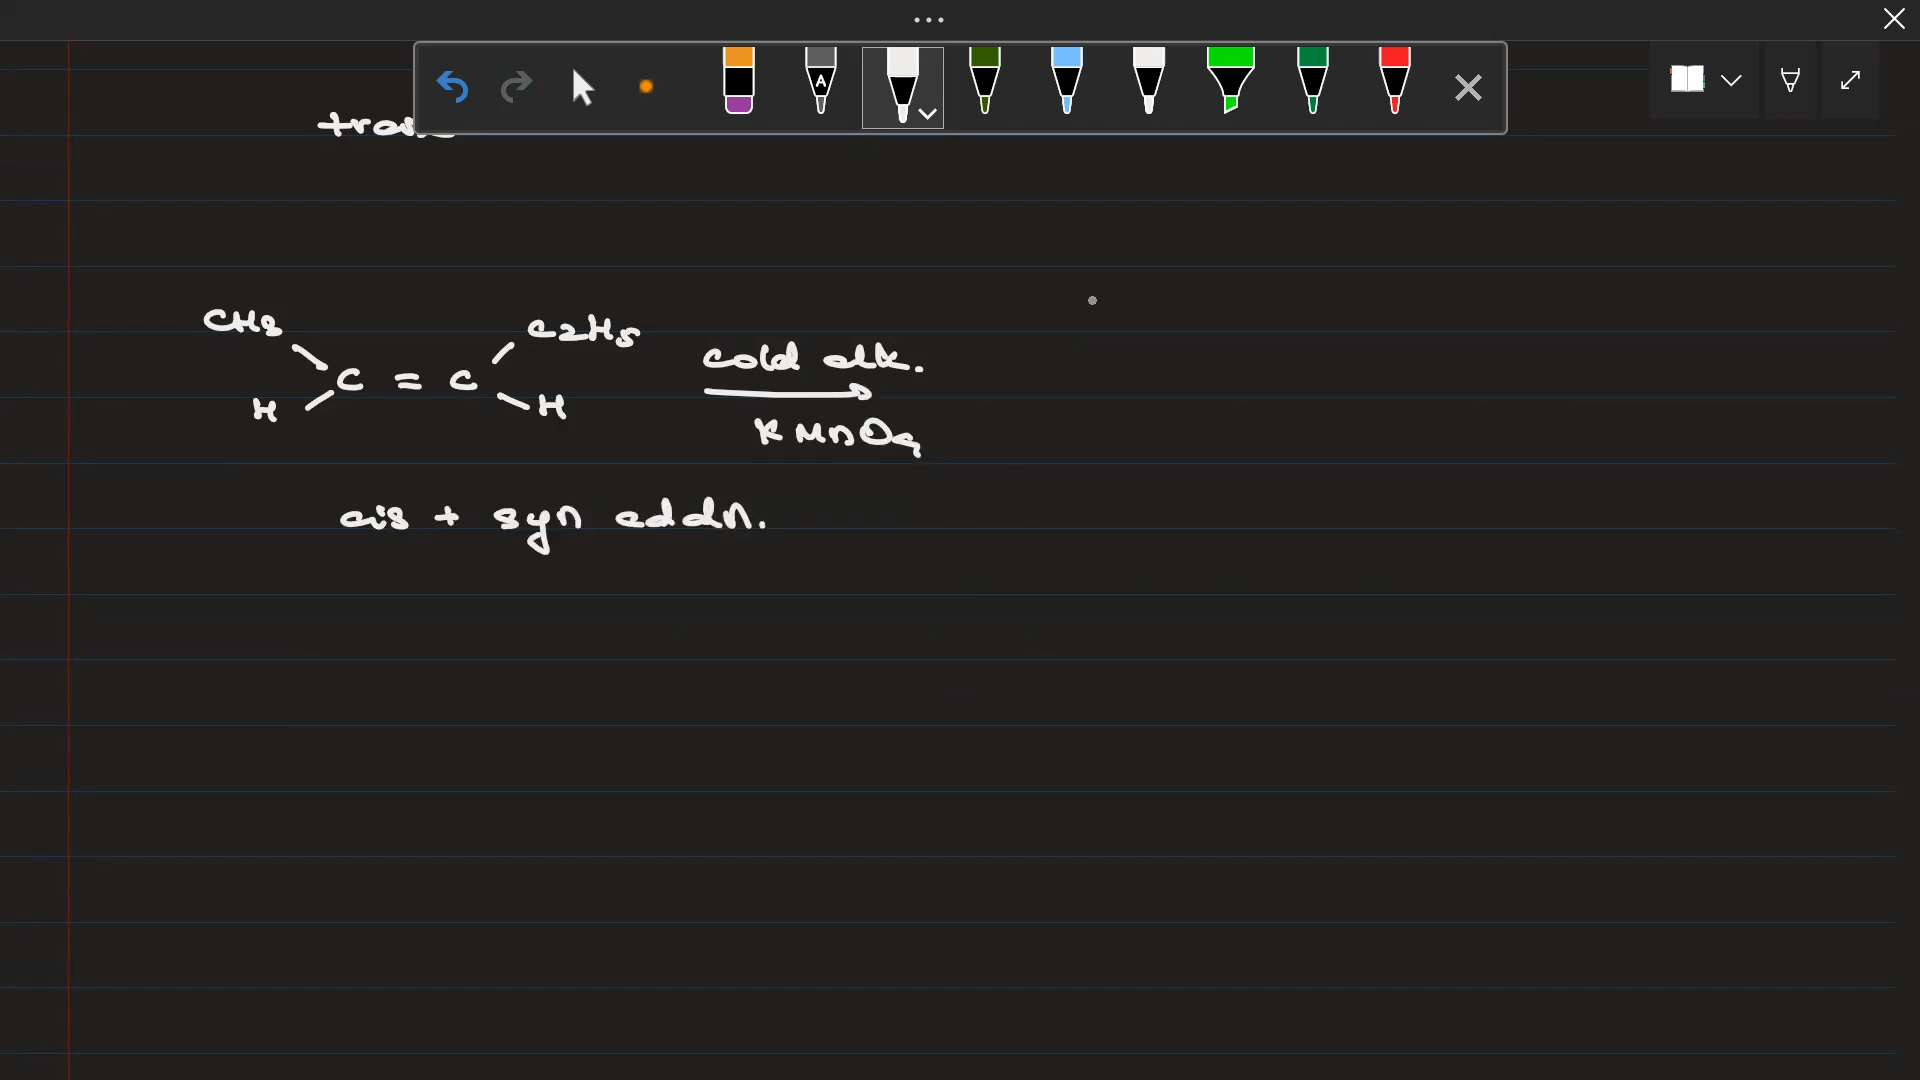 CH3 C2H5
C = C
H H
cold alk.
KMnO4
cis + syn addn.